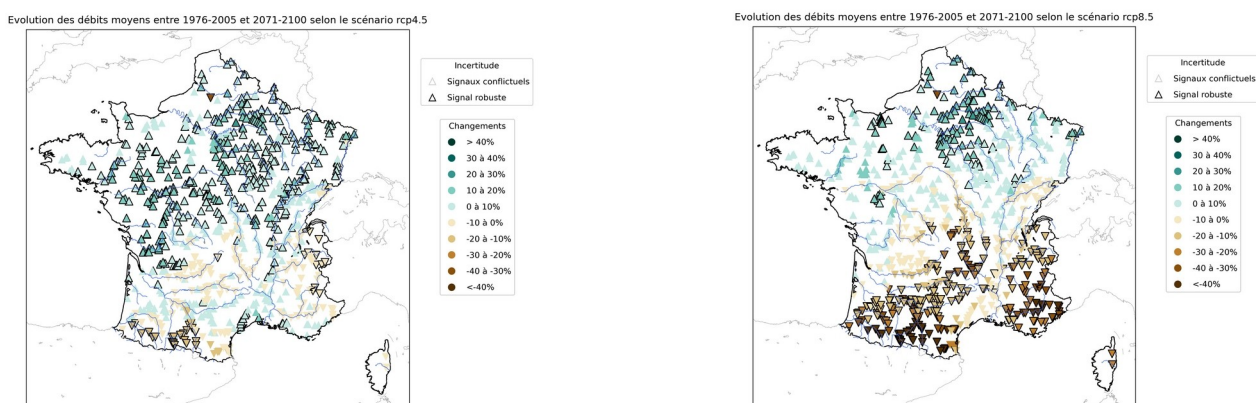 Evolution des débits moyens entre 1976-2005 et 2071-2100 selon le scénario rcp4.5
Incertitude
Signaux conflictuels
Signal robuste
Changements
> 40%
30 à 40%
20 à 30%
10 à 20%
0 à 10%
-10 à 0%
-20 à -10%
-30 à -20%
-40 à -30%
<-40%
Evolution des débits moyens entre 1976-2005 et 2071-2100 selon le scénario rcp8.5
Incertitude
Signaux conflictuels
Signal robuste
Changements
> 40%
30 à 40%
20 à 30%
10 à 20%
0 à 10%
-10 à 0%
-20 à -10%
-30 à -20%
-40 à -30%
<-40%